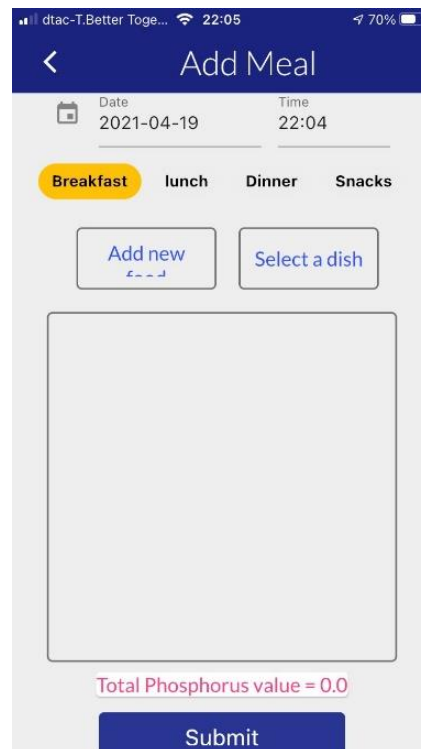 dtac-T.Better Toge... 22:05 70%
Add Meal
Date Time
2021-04-19 22:04
Breakfast lunch Dinner Snacks
Add new Select a dish
food
Total Phosphorus value = 0.0
Submit